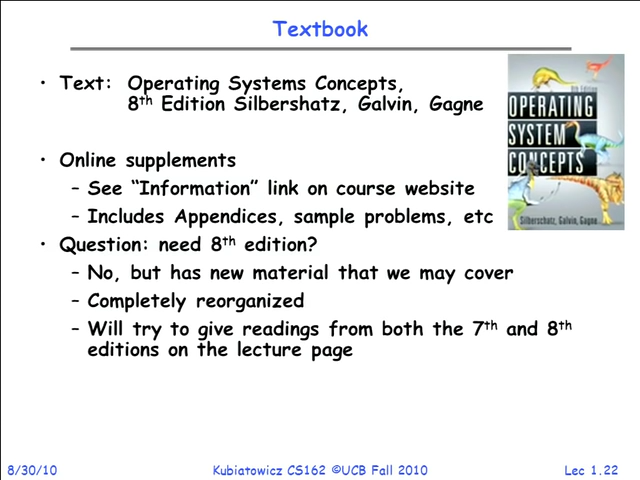 Textbook
• Text: Operating Systems Concepts,
8th Edition Silbershatz, Galvin, Gagne
8th Edition
OPERATING
SYSTEM
CONCEPTS
Silberschatz, Galvin, Gagne
• Online supplements
– See “Information” link on course website
– Includes Appendices, sample problems, etc
• Question: need 8th edition?
– No, but has new material that we may cover
– Completely reorganized
– Will try to give readings from both the 7th and 8th
editions on the lecture page
8/30/10
Kubiatowicz CS162 ©UCB Fall 2010
Lec 1.22